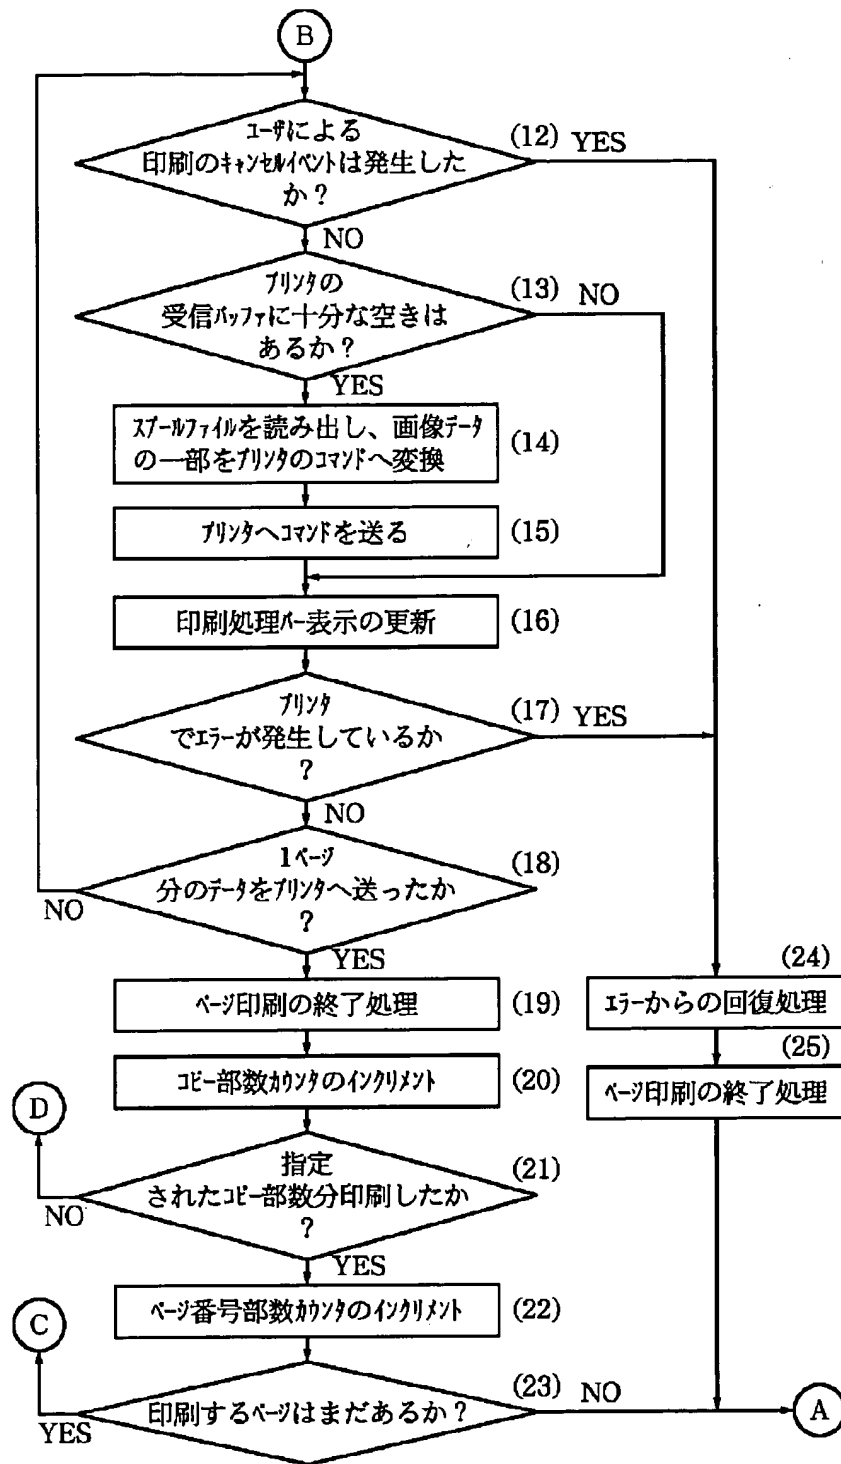 B
ﾕｰｻﾞによる
印刷のｷｬﾝｾﾙｲﾍﾞﾝﾄは発生した
か？
(12) YES
NO
ﾌﾟﾘﾝﾀの
受信ﾊﾞｯﾌｧに十分な空きは
あるか？
(13) NO
YES
ｽﾌﾟｰﾙﾌｧｲﾙを読み出し、画像ﾃﾞｰﾀ
の一部をﾌﾟﾘﾝﾀのｺﾏﾝﾄﾞへ変換
(14)
ﾌﾟﾘﾝﾀへｺﾏﾝﾄﾞを送る
(15)
印刷処理ﾊﾞｰ表示の更新
(16)
ﾌﾟﾘﾝﾀ
でｴﾗｰが発生しているか
？
(17) YES
NO
1ﾍﾟｰｼﾞ
分のﾃﾞｰﾀをﾌﾟﾘﾝﾀへ送ったか
？
(18)
NO
YES
ﾍﾟｰｼﾞ印刷の終了処理
(19)
(24)
ｴﾗｰからの回復処理
ｺﾋﾟｰ部数ｶｳﾝﾀのｲﾝｸﾘﾒﾝﾄ
(20)
(25)
ﾍﾟｰｼﾞ印刷の終了処理
D
指定
されたｺﾋﾟｰ部数分印刷したか
？
(21)
NO
YES
ﾍﾟｰｼﾞ番号部数ｶｳﾝﾀのｲﾝｸﾘﾒﾝﾄ
(22)
C
印刷するﾍﾟｰｼﾞはまだあるか？
(23) NO
YES
A